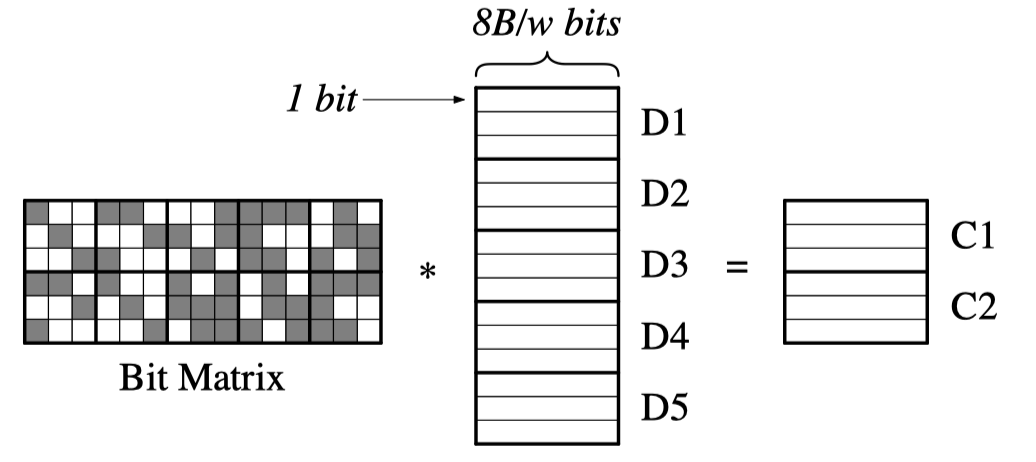 8B/w bits
1 bit
D1
D2
D3
D4
D5
*
=
C1
C2
Bit Matrix